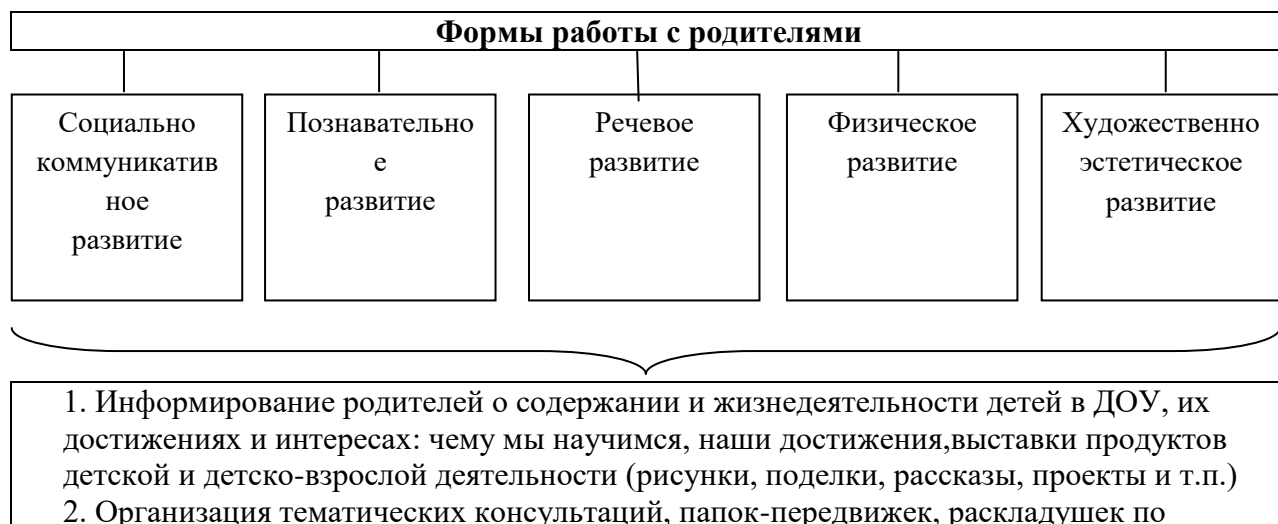 Формы работы с родителями
Социально
коммуникатив
ное
развитие
Познавательно
е
развитие
Речевое
развитие
Физическое
развитие
Художественно
эстетическое
развитие
1. Информирование родителей о содержании и жизнедеятельности детей в ДОУ, их
достижениях и интересах: чему мы научимся, наши достижения,выставки продуктов
детской и детско-взрослой деятельности (рисунки, поделки, рассказы, проекты и т.п.)
2. Организация тематических консультаций, папок-передвижек, раскладушек по